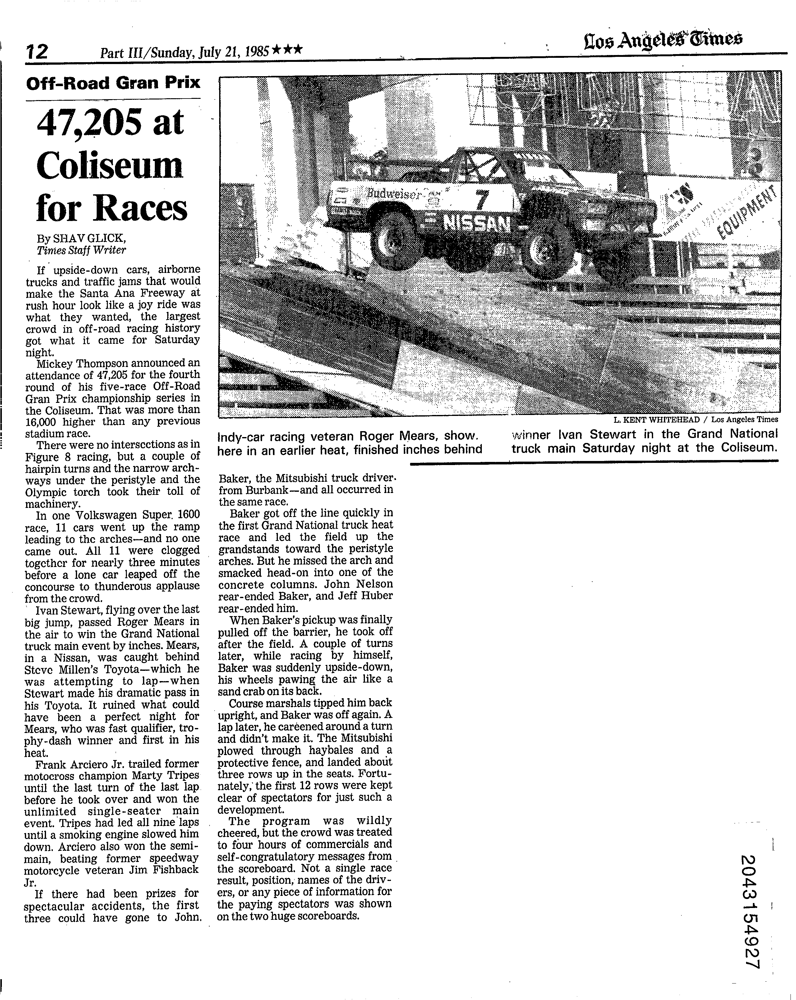 12 Part III/Sunday, July 21, 1985 ★★★ Los Angeles Times
Off-Road Gran Prix
47,205 at
Coliseum
for Races
By SHAV GLICK,
Times Staff Writer
If upside-down cars, airborne
trucks and traffic jams that would
make the Santa Ana Freeway at
rush hour look like a joy ride was
what they wanted, the largest
crowd in off-road racing history
got what it came for Saturday
night.
Mickey Thompson announced an
attendance of 47,205 for the fourth
round of his five-race Off-Road
Gran Prix championship series in
the Coliseum. That was more than
16,000 higher than any previous
stadium race.
There were no intersections as in
Figure 8 racing, but a couple of
hairpin turns and the narrow arch-
ways under the peristyle and the
Olympic torch took their toll of
machinery.
In one Volkswagen Super 1600
race, 11 cars went up the ramp
leading to the arches—and no one
came out. All 11 were clogged
together for nearly three minutes
before a lone car leaped off the
concourse to thunderous applause
from the crowd.
Ivan Stewart, flying over the last
big jump, passed Roger Mears in
the air to win the Grand National
truck main event by inches. Mears,
in a Nissan, was caught behind
Steve Millen's Toyota—which he
was attempting to lap—when
Stewart made his dramatic pass in
his Toyota. It ruined what could
have been a perfect night for
Mears, who was fast qualifier, tro-
phy-dash winner and first in his
heat.
Frank Arciero Jr. trailed former
motocross champion Marty Tripes
until the last turn of the last lap
before he took over and won the
unlimited single-seater main
event. Tripes had led all nine laps
until a smoking engine slowed him
down. Arciero also won the semi-
main, beating former speedway
motorcycle veteran Jim Fishback
Jr.
If there had been prizes for
spectacular accidents, the first
three could have gone to John.
Budweiser
7
NISSAN
EQUIPMENT
L. KENT WHITEHEAD / Los Angeles Times
Indy-car racing veteran Roger Mears, show.
here in an earlier heat, finished inches behind
winner Ivan Stewart in the Grand National
truck main Saturday night at the Coliseum.
Baker, the Mitsubishi truck driver
from Burbank—and all occurred in
the same race.
Baker got off the line quickly in
the first Grand National truck heat
race and led the field up the
grandstands toward the peristyle
arches. But he missed the arch and
smacked head-on into one of the
concrete columns. John Nelson
rear-ended Baker, and Jeff Huber
rear-ended him.
When Baker's pickup was finally
pulled off the barrier, he took off
after the field. A couple of turns
later, while racing by himself,
Baker was suddenly upside-down,
his wheels pawing the air like a
sand crab on its back.
Course marshals tipped him back
upright, and Baker was off again. A
lap later, he careened around a turn
and didn't make it. The Mitsubishi
plowed through haybales and a
protective fence, and landed about
three rows up in the seats. Fortu-
nately, the first 12 rows were kept
clear of spectators for just such a
development.
The program was wildly
cheered, but the crowd was treated
to four hours of commercials and
self-congratulatory messages from
the scoreboard. Not a single race
result, position, names of the driv-
ers, or any piece of information for
the paying spectators was shown
on the two huge scoreboards.
2043154927